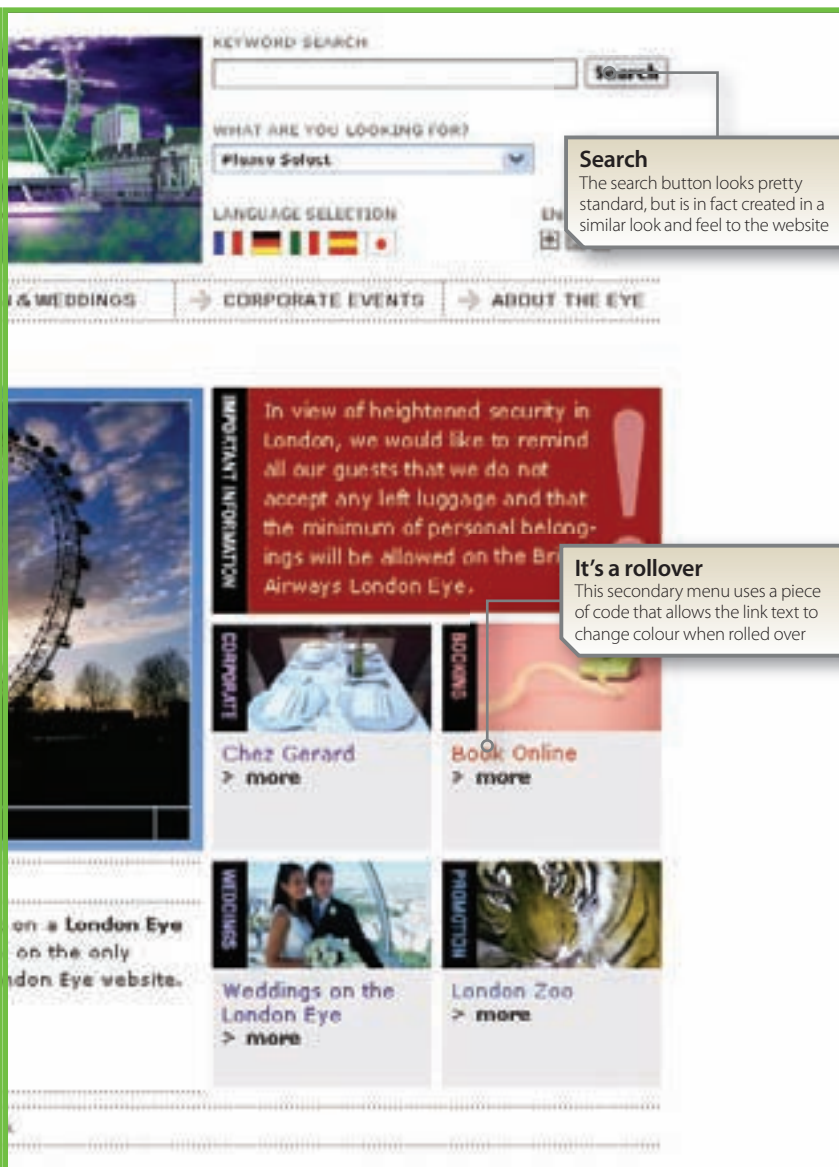 KEYWORD SEARCH
Search
WHAT ARE YOU LOOKING FOR?
Please Select
Search
The search button looks pretty
standard, but is in fact created in a
similar look and feel to the website
LANGUAGE SELECTION
& WEDDINGS
CORPORATE EVENTS
ABOUT THE EYE
IMPORTANT INFORMATION
In view of heightened security in
London, we would like to remind
all our guests that we do not
accept any left luggage and that
the minimum of personal belong-
ings will be allowed on the Bri
Airways London Eye.
It's a rollover
This secondary menu uses a piece
of code that allows the link text to
change colour when rolled over
CORPORATE
Chez Gerard
> more
BOOKING
Book Online
> more
on a London Eye
on the only
don Eye website.
WEDDINGS
Weddings on the
London Eye
> more
PROMOTION
London Zoo
> more